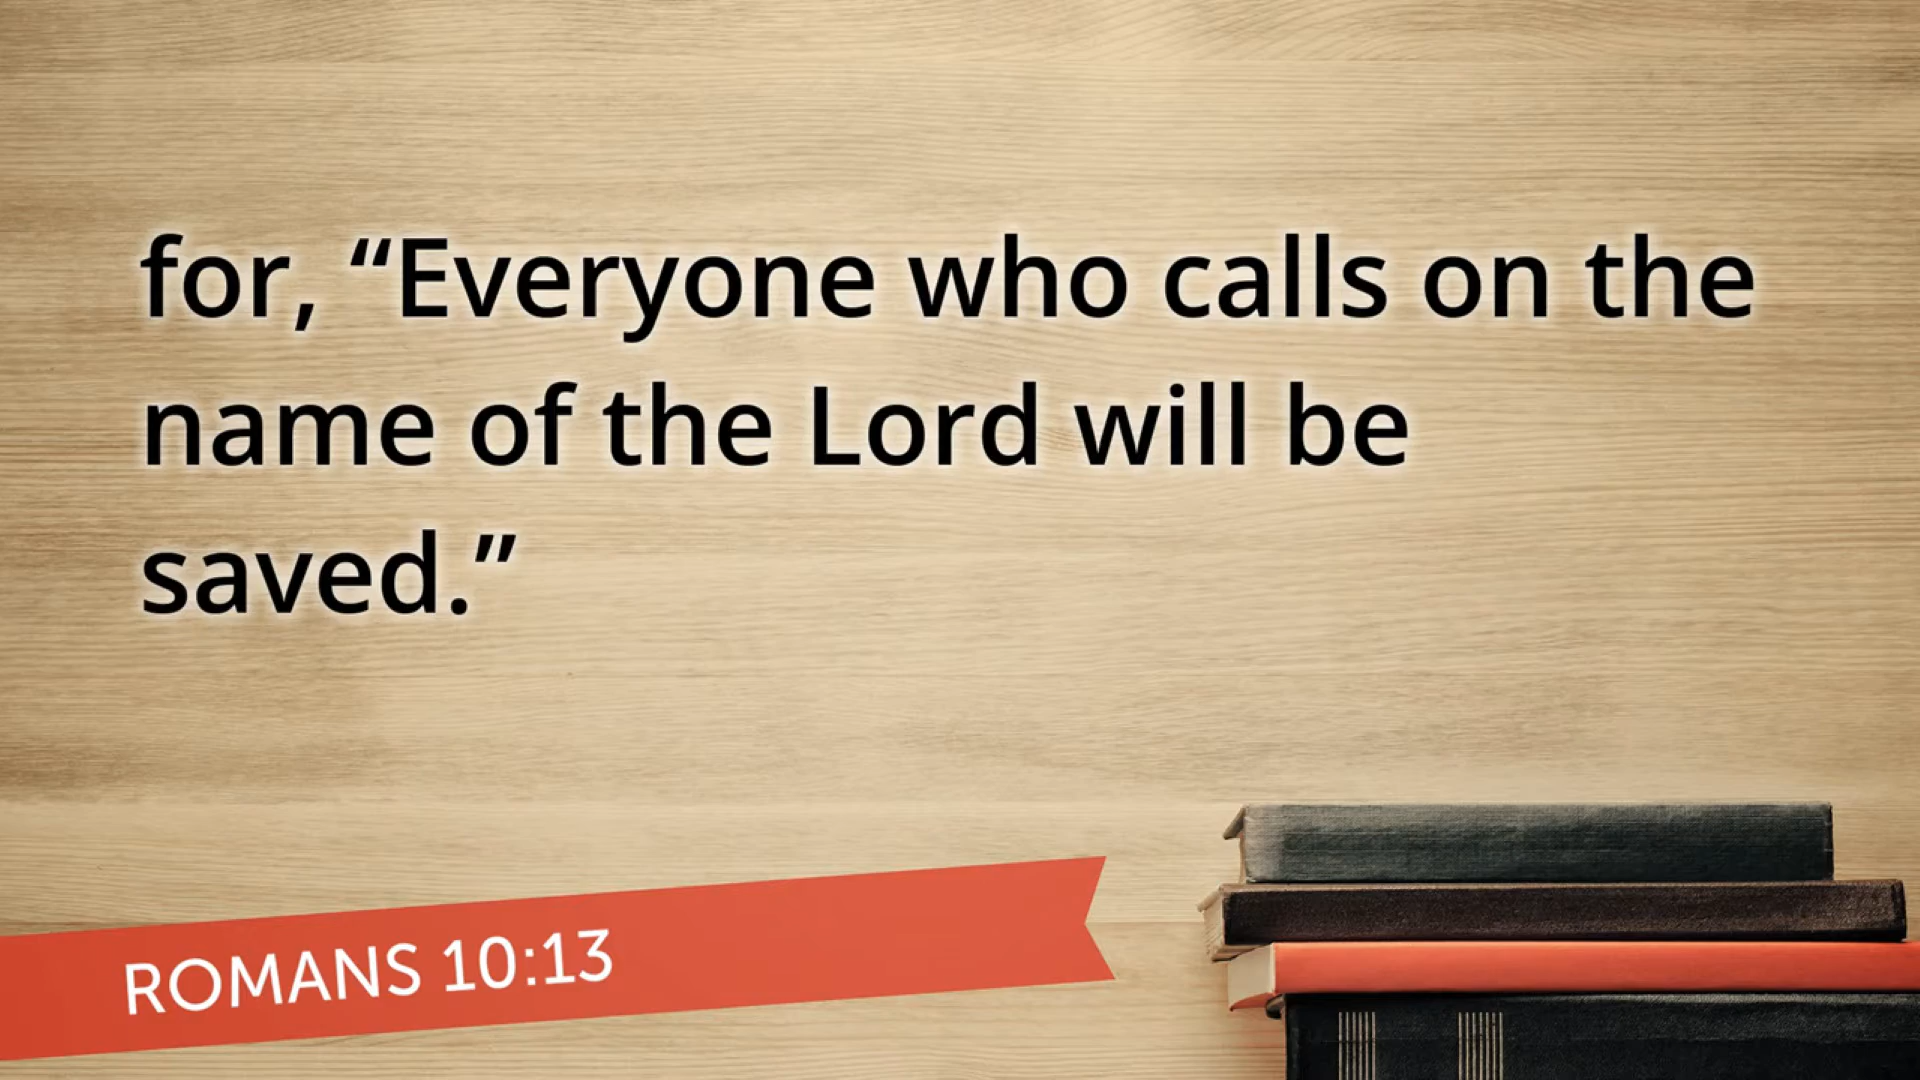 for, “Everyone who calls on the
name of the Lord will be
saved.”
ROMANS 10:13